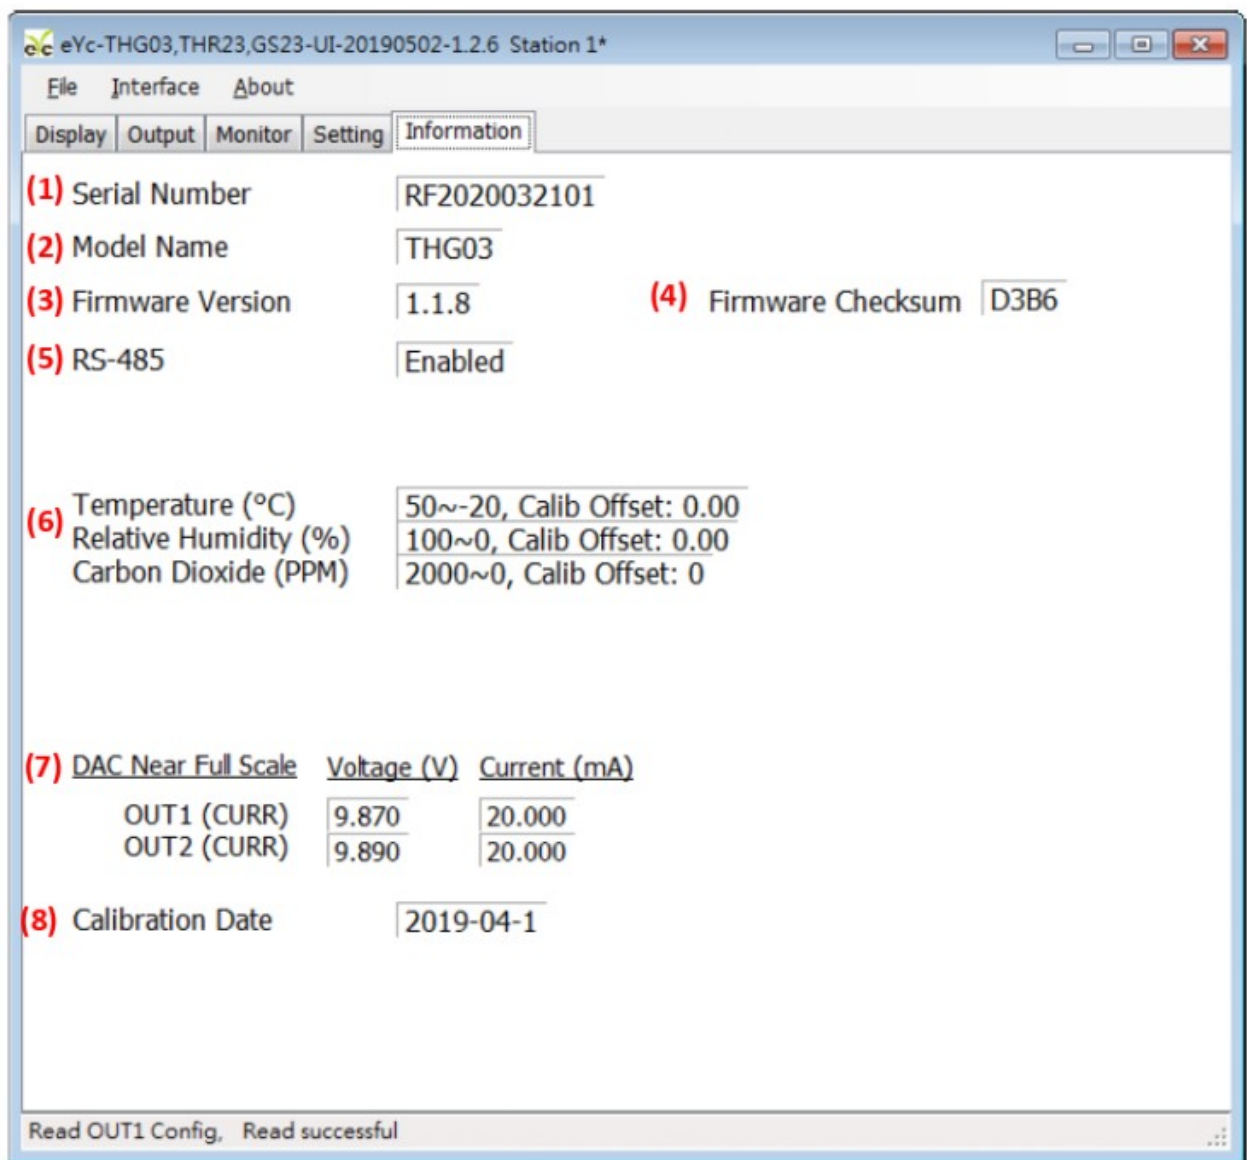 eYc eYc-THG03,THR23,GS23-UI-20190502-1.2.6 Station 1*
File Interface About
Display Output Monitor Setting Information
(1) Serial Number RF2020032101
(2) Model Name THG03
(3) Firmware Version 1.1.8 (4) Firmware Checksum D3B6
(5) RS-485 Enabled
Temperature (°C) 50~-20, Calib Offset: 0.00
(6) Relative Humidity (%) 100~0, Calib Offset: 0.00
Carbon Dioxide (PPM) 2000~0, Calib Offset: 0
(7) DAC Near Full Scale Voltage (V) Current (mA)
OUT1 (CURR) 9.870 20.000
OUT2 (CURR) 9.890 20.000
(8) Calibration Date 2019-04-1
Read OUT1 Config, Read successful